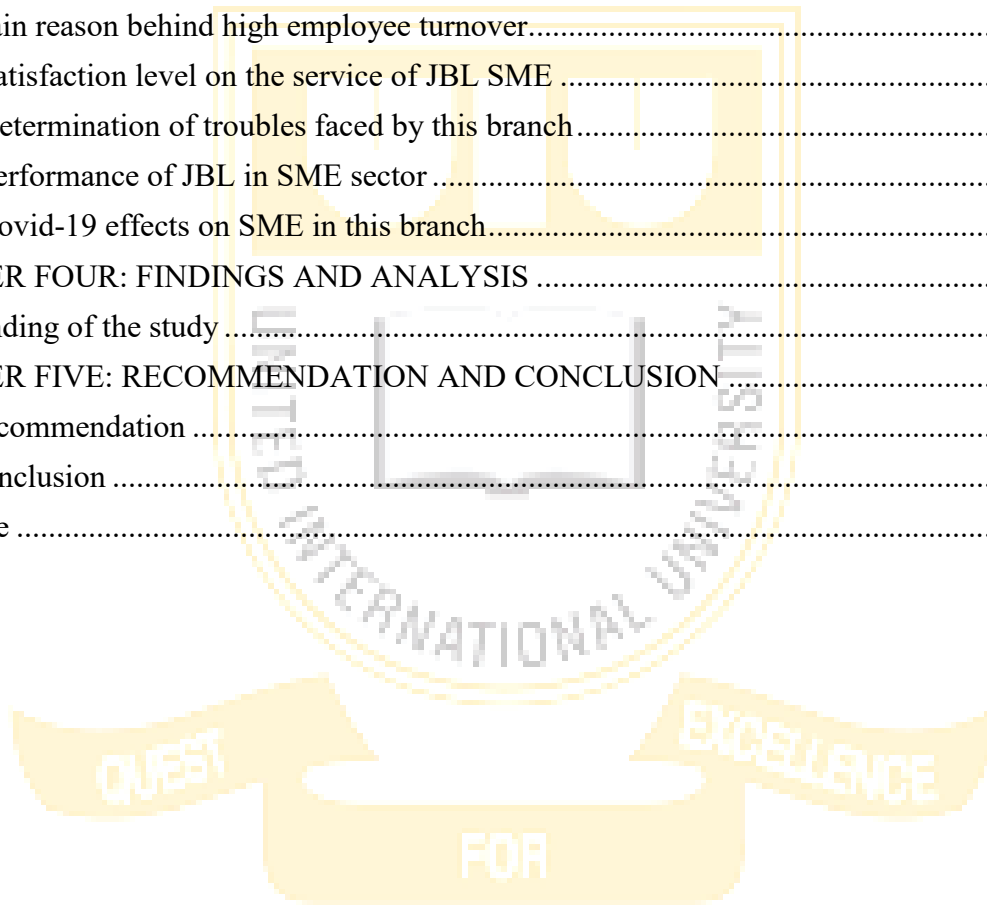 ain reason behind high employee turnover
atisfaction level on the service of JBL SME
etermination of troubles faced by this branch
erformance of JBL in SME sector
ovid-19 effects on SME in this branch
ER FOUR: FINDINGS AND ANALYSIS
nding of the study
ER FIVE: RECOMMENDATION AND CONCLUSION
commendation
nclusion
e
UIU
UNITED INTERNATIONAL UNIVERSITY
QUEST FOR EXCELLENCE